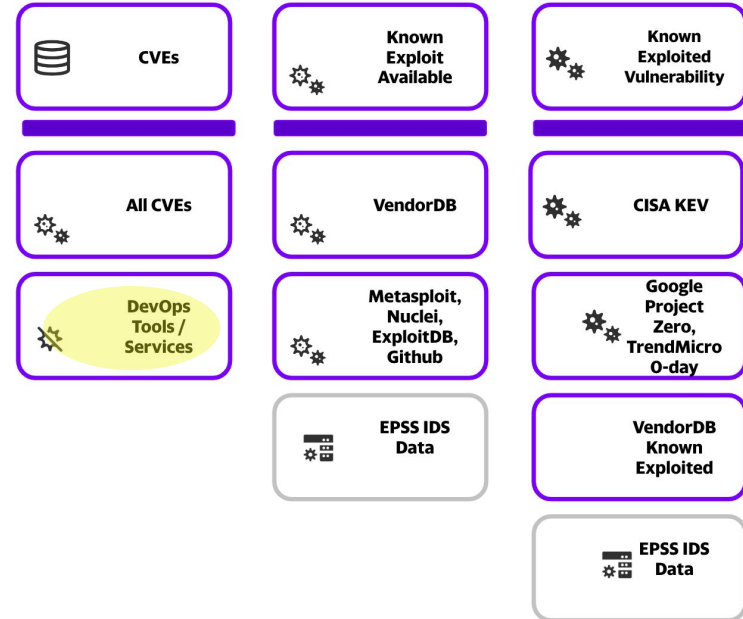 CVEs
Known
Exploit
Available
Known
Exploited
Vulnerability
All CVEs
VendorDB
CISA KEV
DevOps
Tools /
Services
Metasploit,
Nuclei,
ExploitDB,
Github
Google
Project
Zero,
TrendMicro
0-day
EPSS IDS
Data
VendorDB
Known
Exploited
EPSS IDS
Data